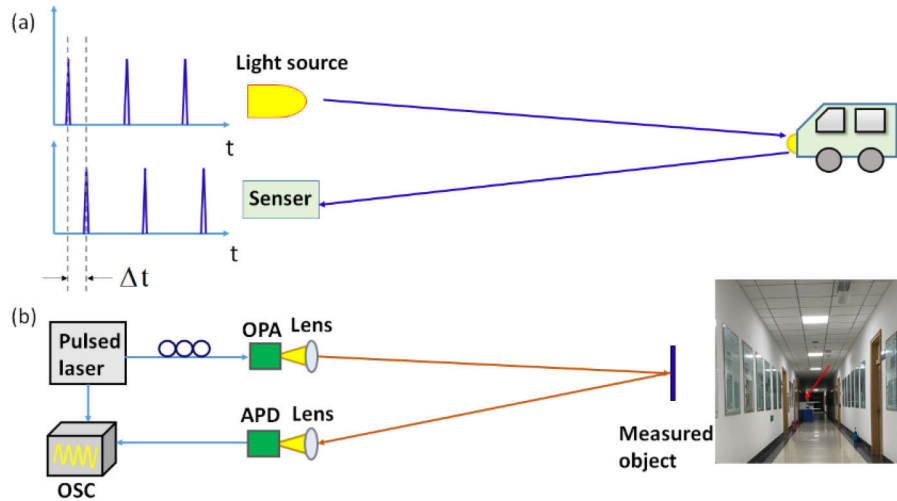 (a)
Light source
t
Senser
t
Δt
(b)
Pulsed
laser
OPA
Lens
APD
Lens
OSC
Measured
object